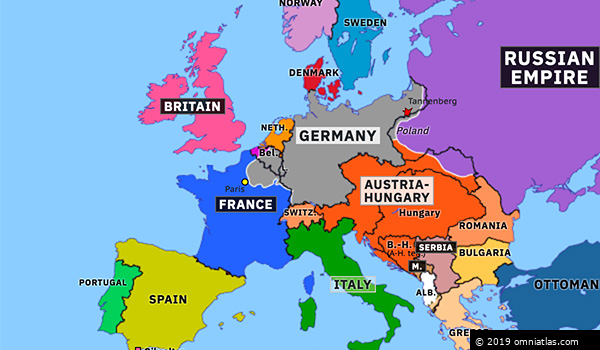 NORWAY
SWEDEN
RUSSIAN
EMPIRE
DENMARK
Tannenberg
BRITAIN
NETH.
GERMANY
Poland
Bel.
Paris
AUSTRIA-
HUNGARY
FRANCE
SWITZ.
Hungary
ROMANIA
B.-H.
SERBIA
BULGARIA
M.
PORTUGAL
ITALY
OTTOMAN
ALB.
SPAIN
© 2019 omniatlas.com